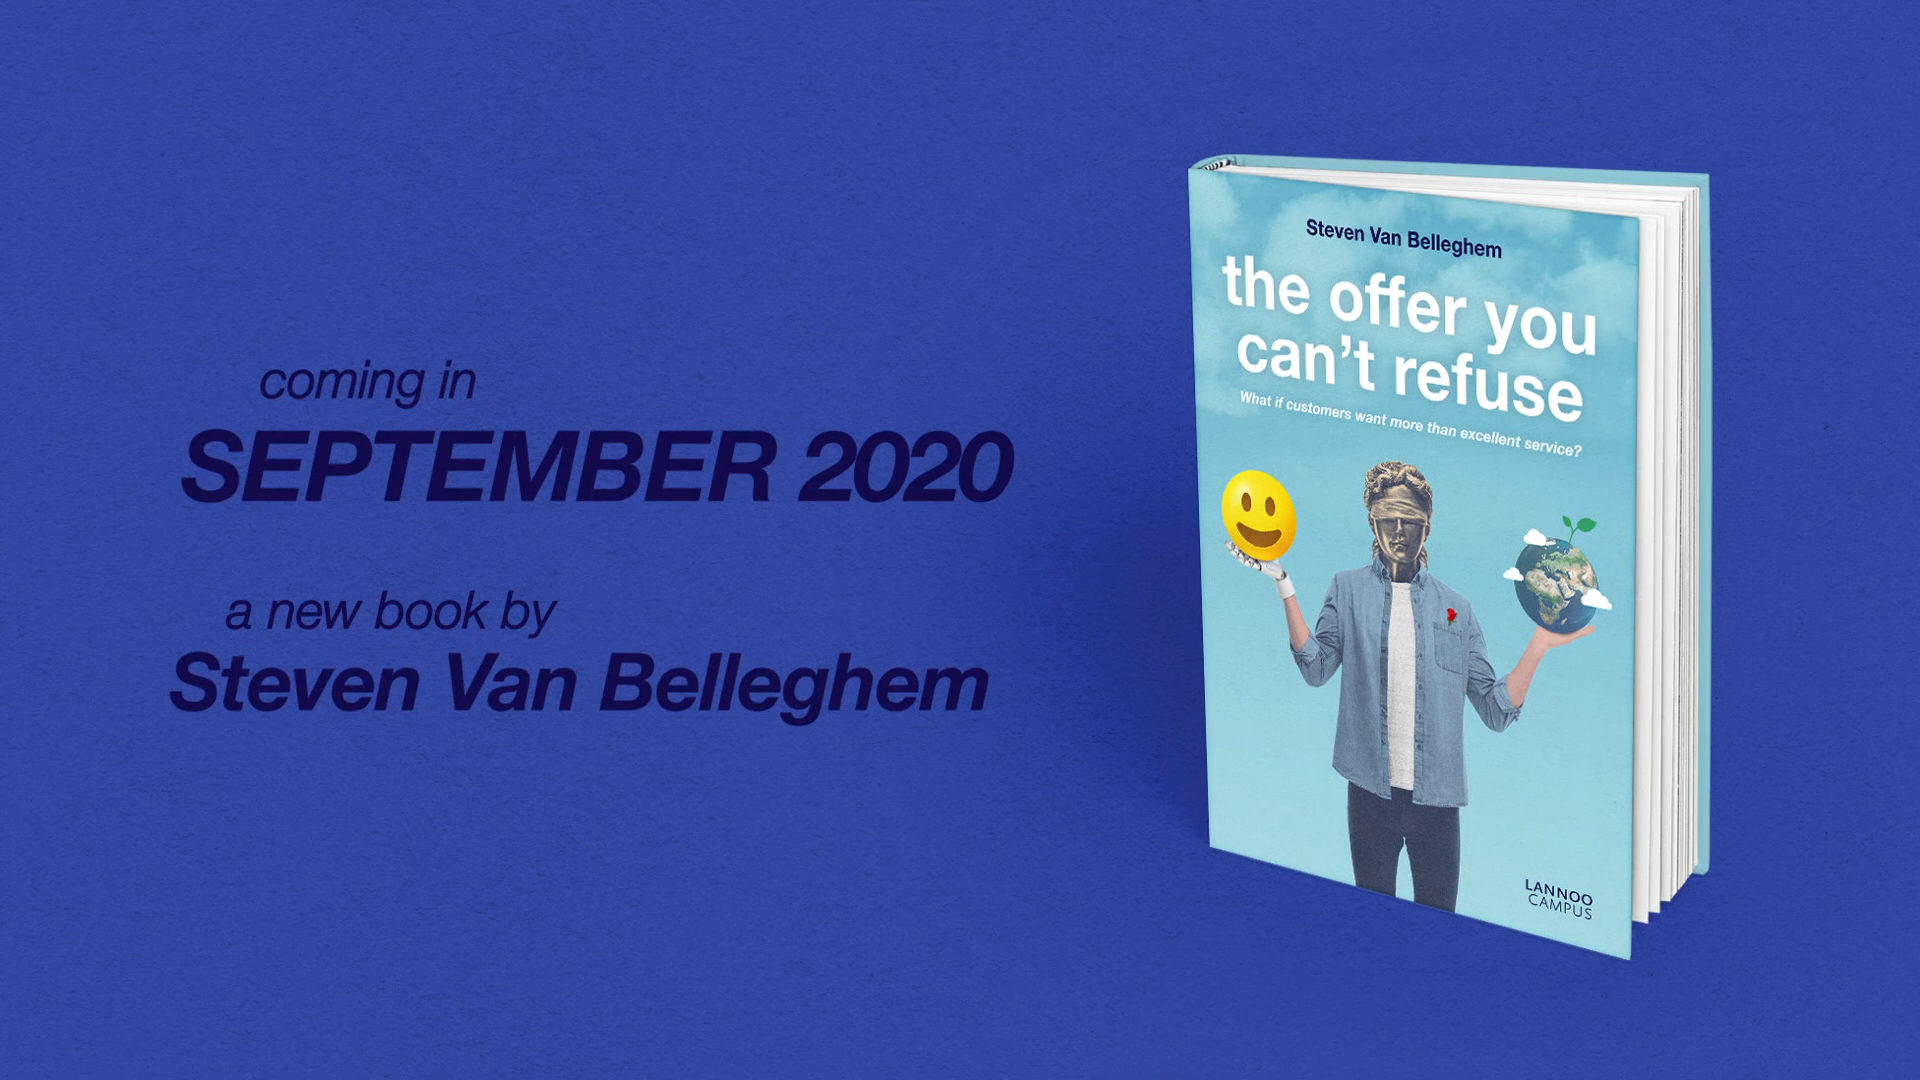 coming in
SEPTEMBER 2020
a new book by
Steven Van Belleghem
Steven Van Belleghem
the offer you
can't refuse
What if customers want more than excellent service?
LANNOO
CAMPUS